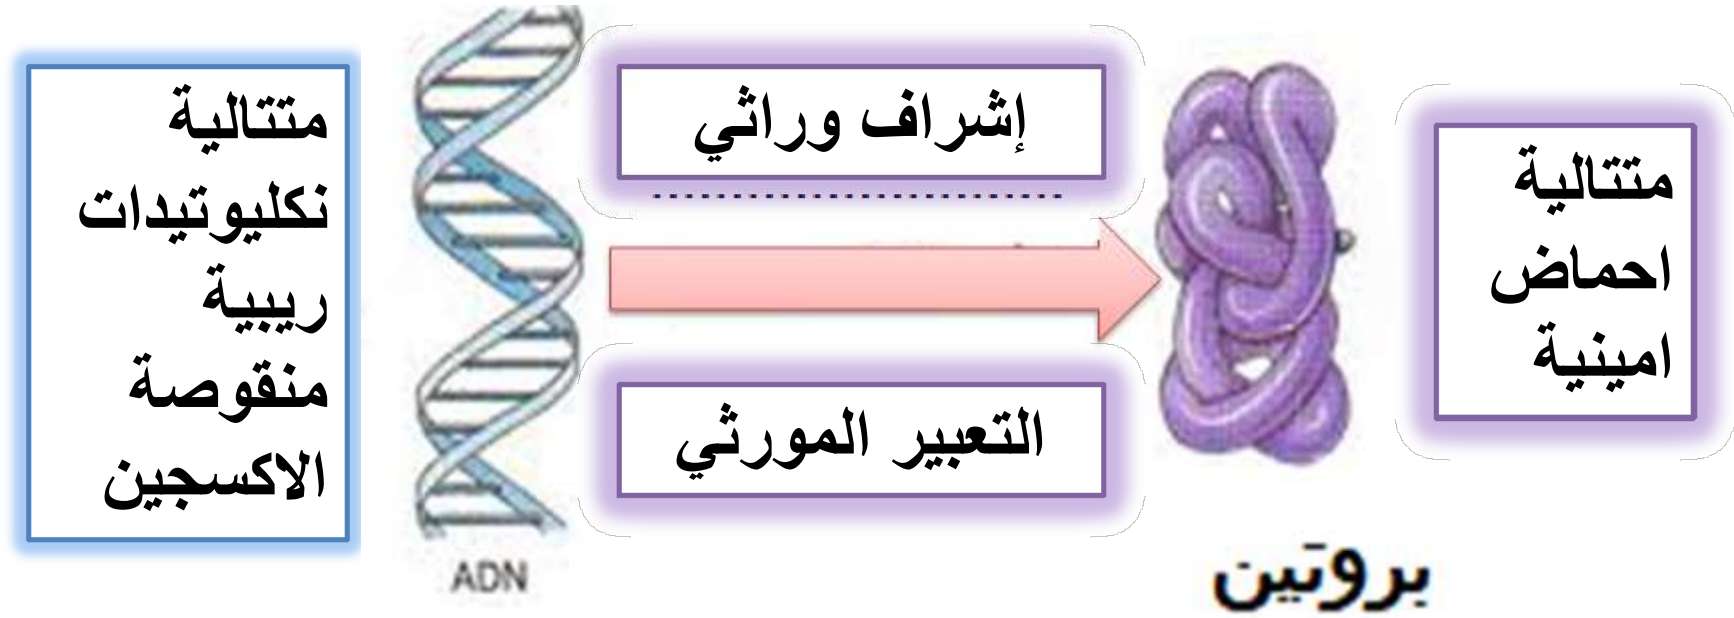 متتالية
نكليوتيدات
ريبية
منقوصة
الاكسجين
ADN
إشراف وراثي
التعبير المورثي
متتالية
احماض
امينية
بروتين